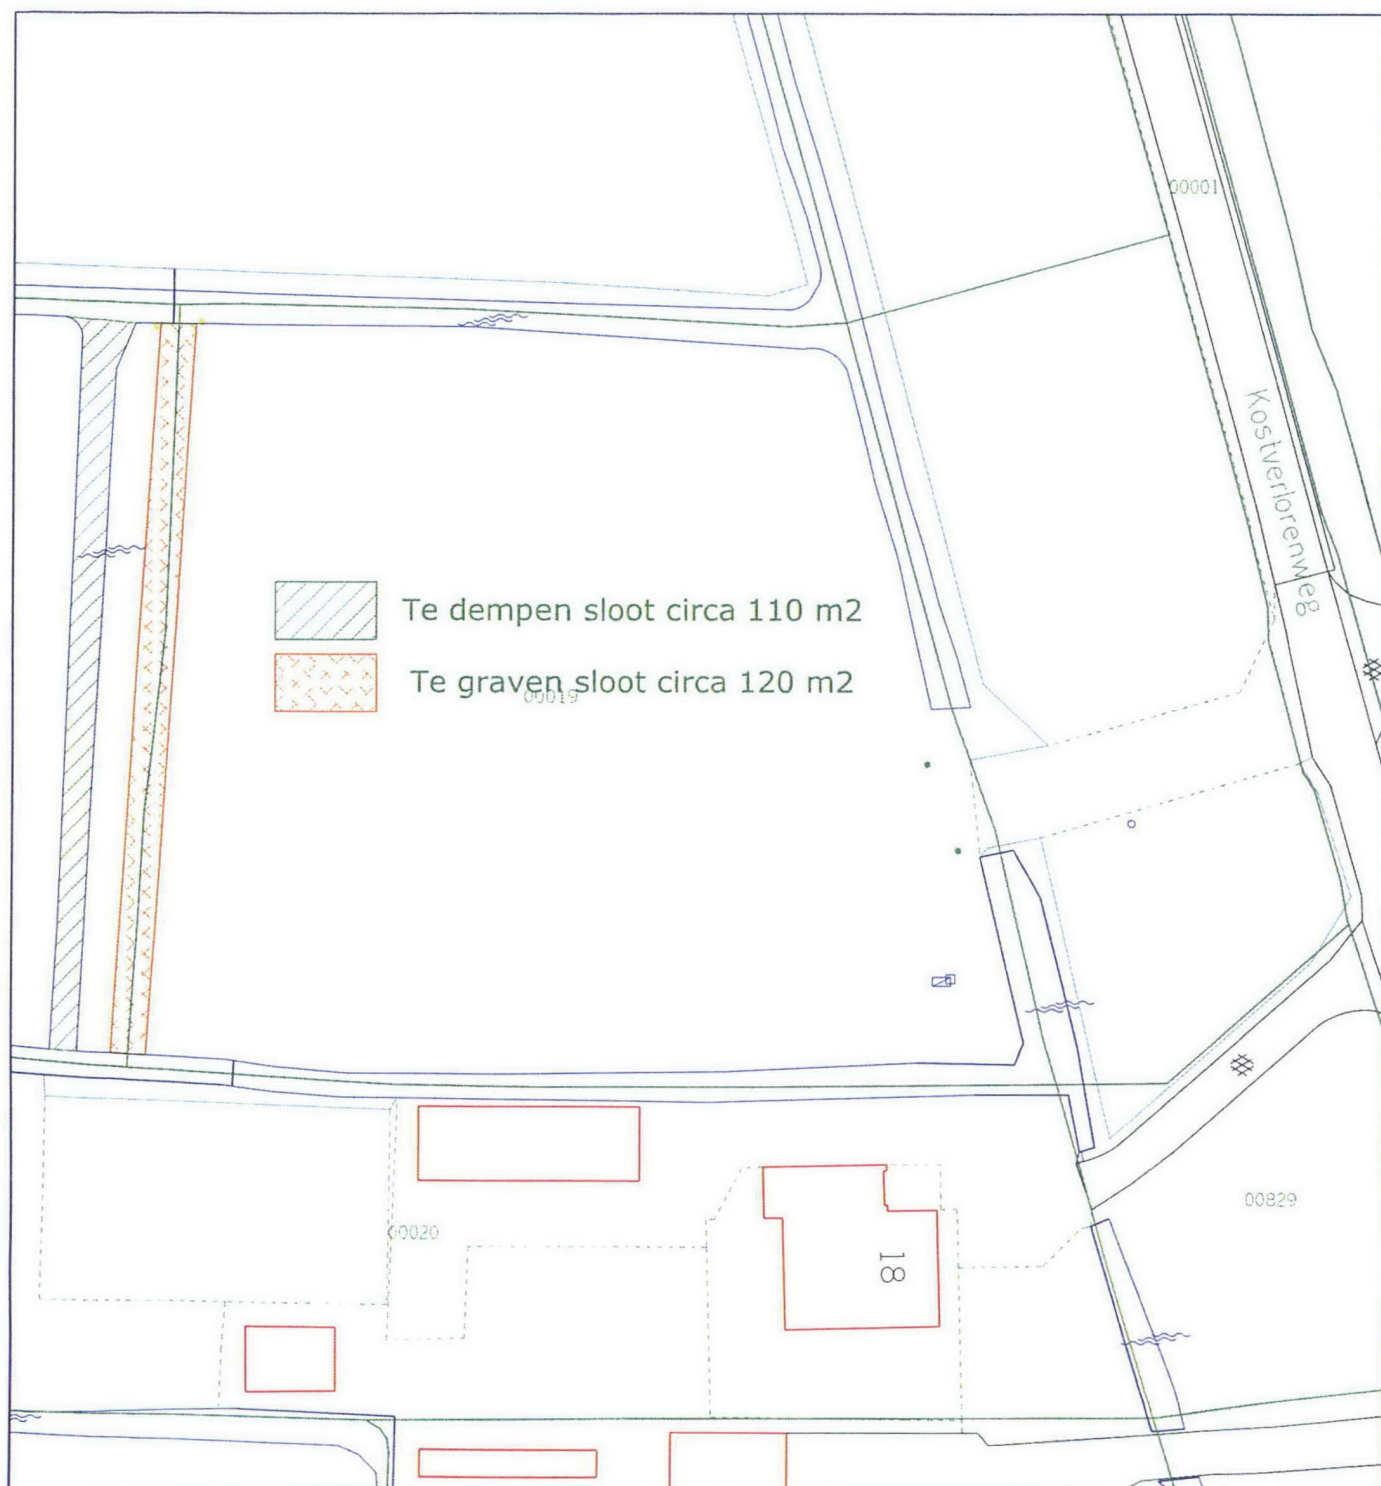 00001
Kostverlorenweg
Te dempen sloot circa 110 m2
Te graven sloot circa 120 m2
00019
00829
00020
18